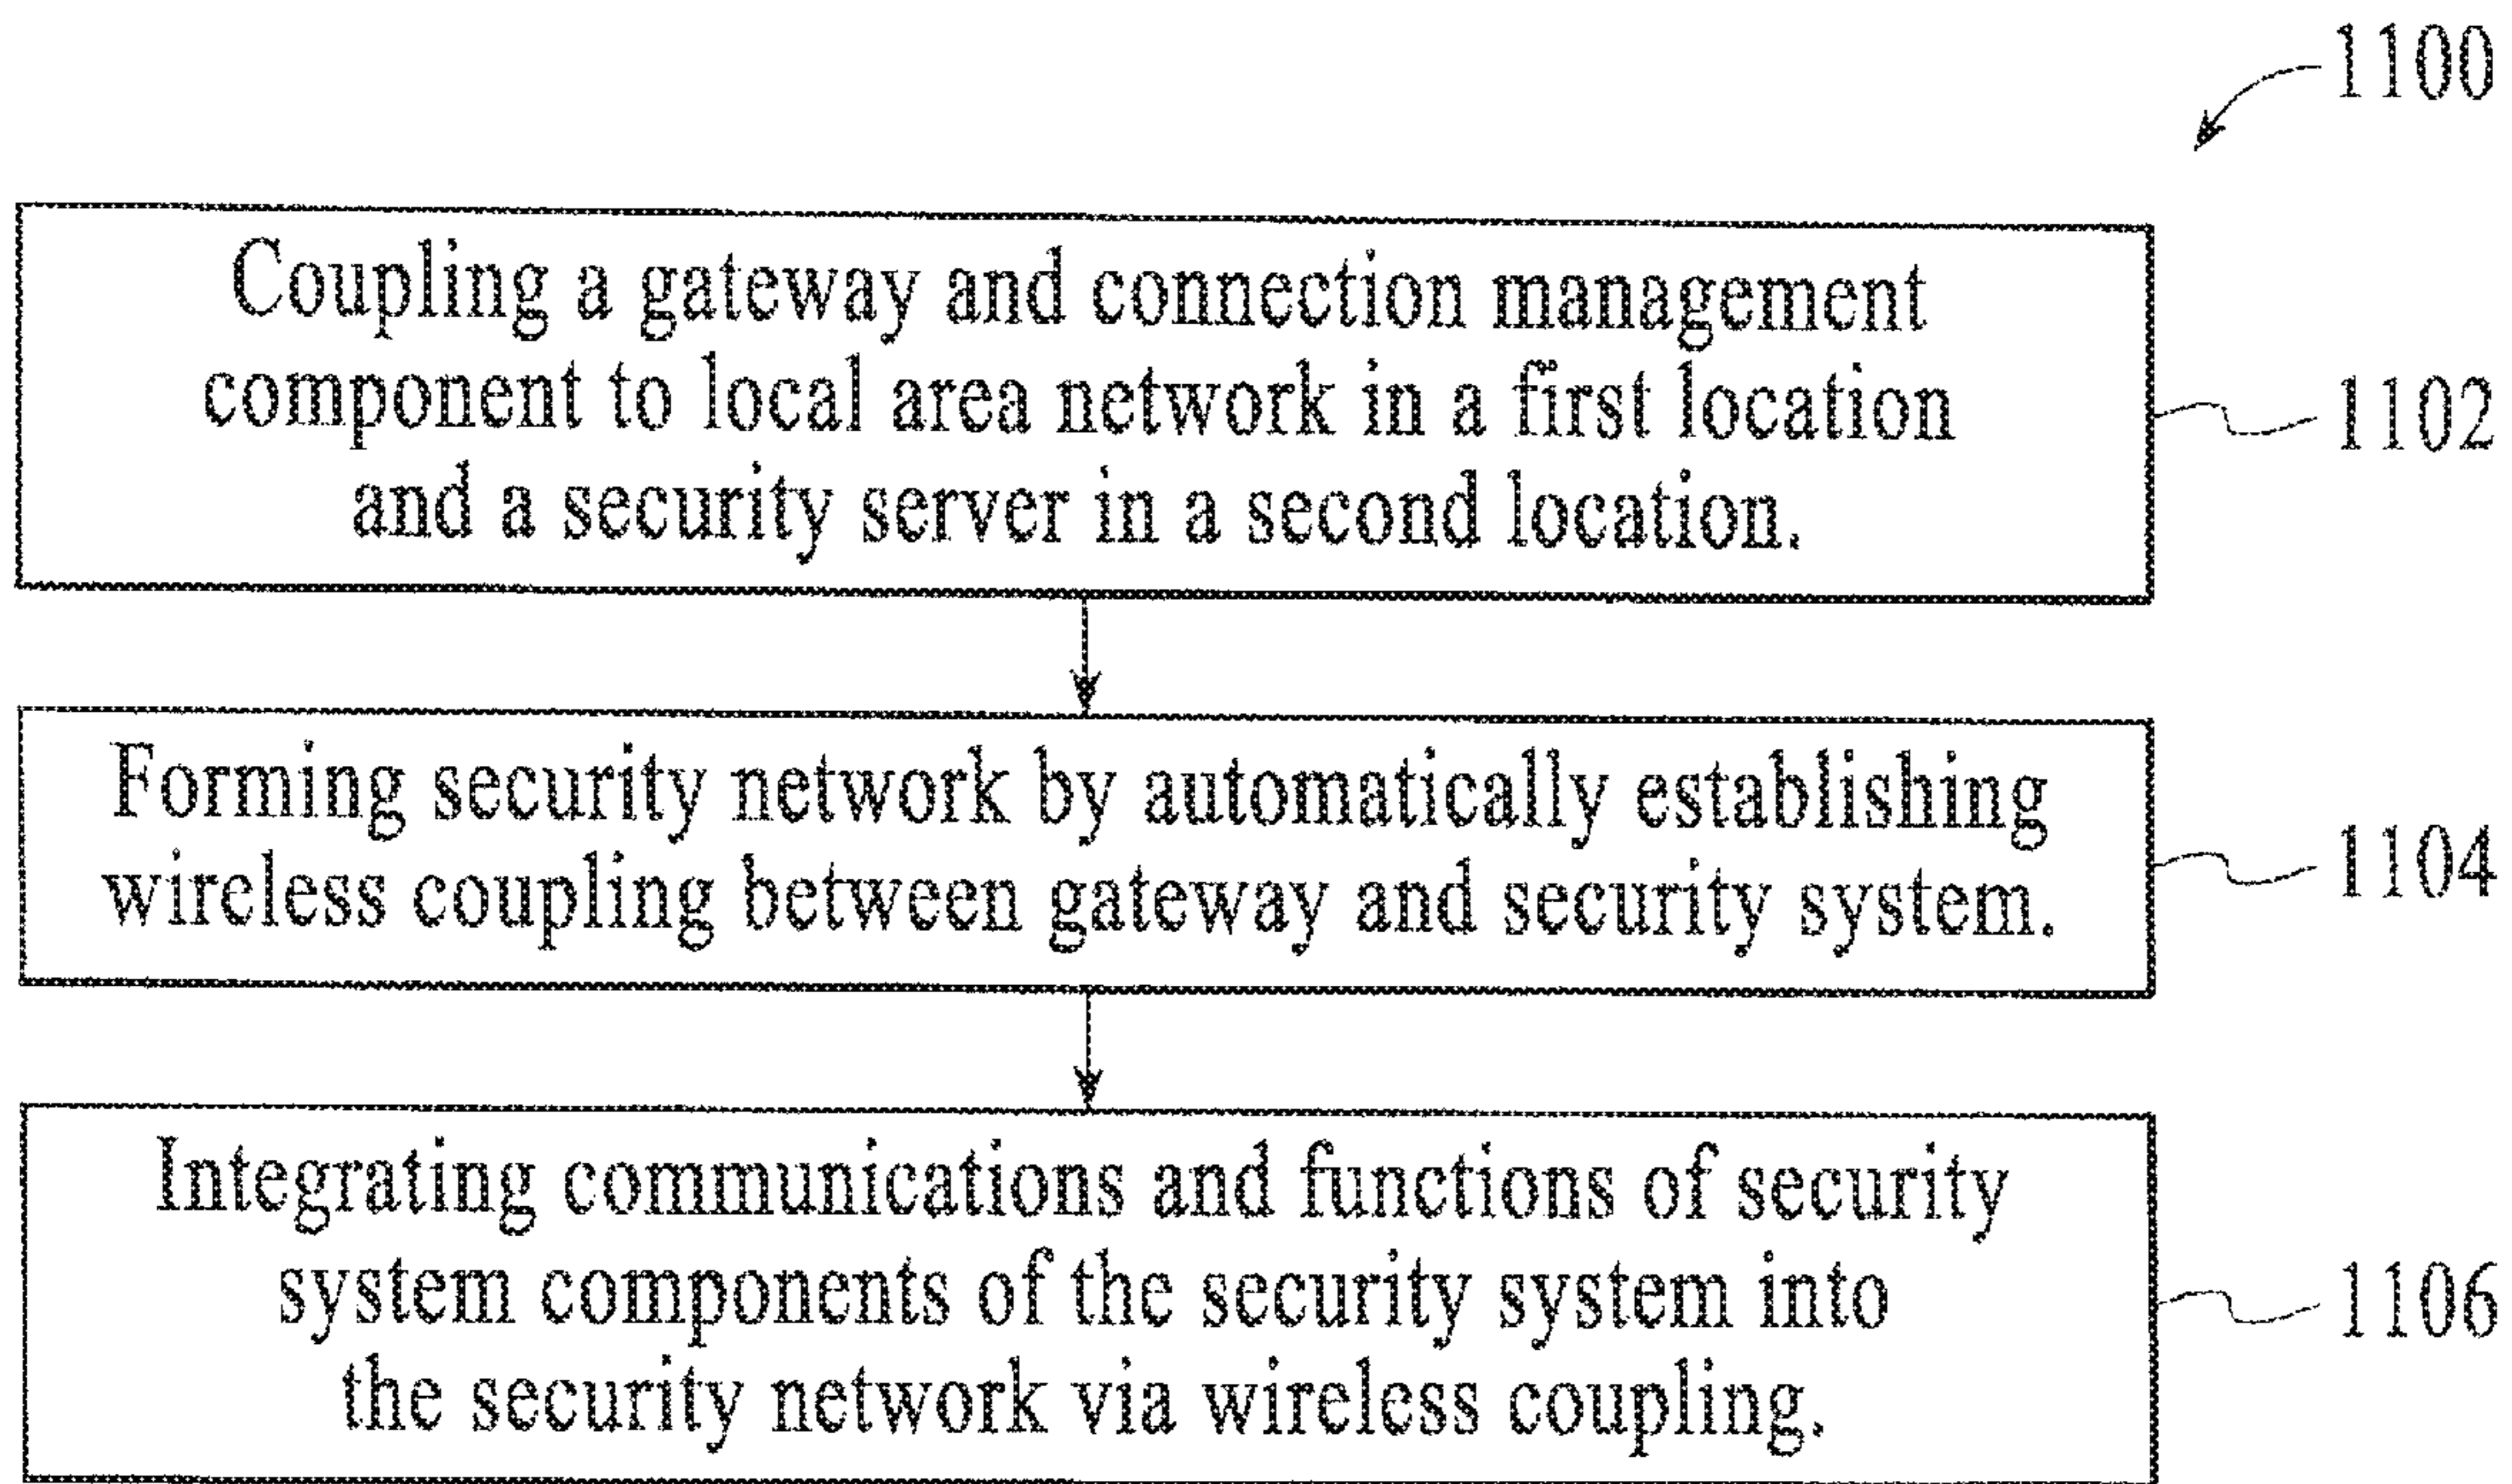 1100
Coupling a gateway and connection management
component to local area network in a first location
and a security server in a second location.
1102
Forming security network by automatically establishing
wireless coupling between gateway and security system.
1104
Integrating communications and functions of security
system components of the security system into
the security network via wireless coupling.
1106